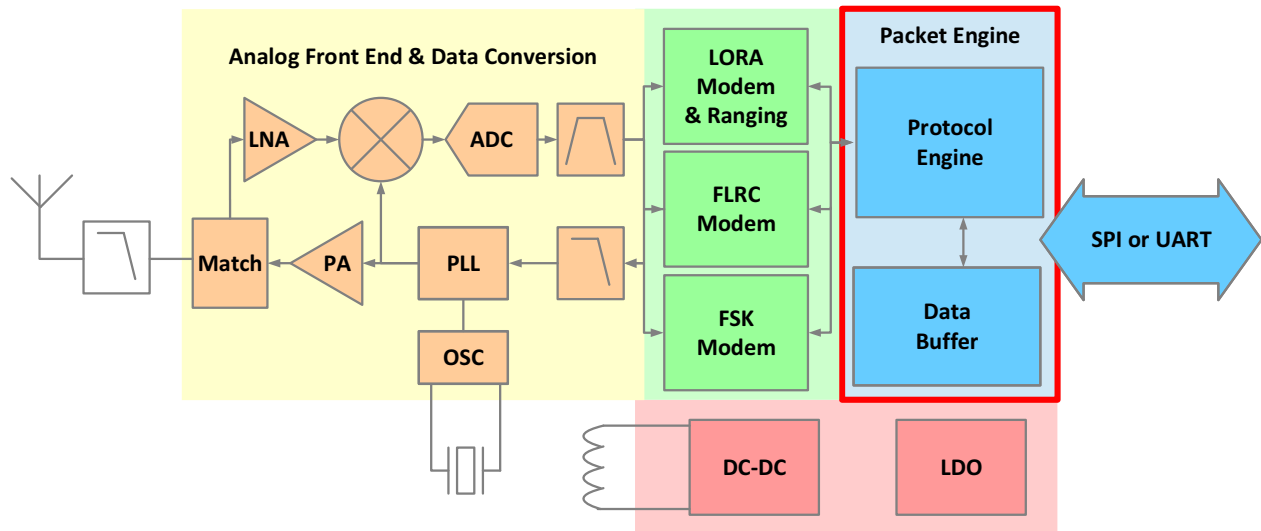 Analog Front End & Data Conversion
LNA
ADC
Match
PA
PLL
OSC
LORA
Modem
& Ranging
FLRC
Modem
FSK
Modem
Packet Engine
Protocol
Engine
Data
Buffer
SPI or UART
DC-DC
LDO